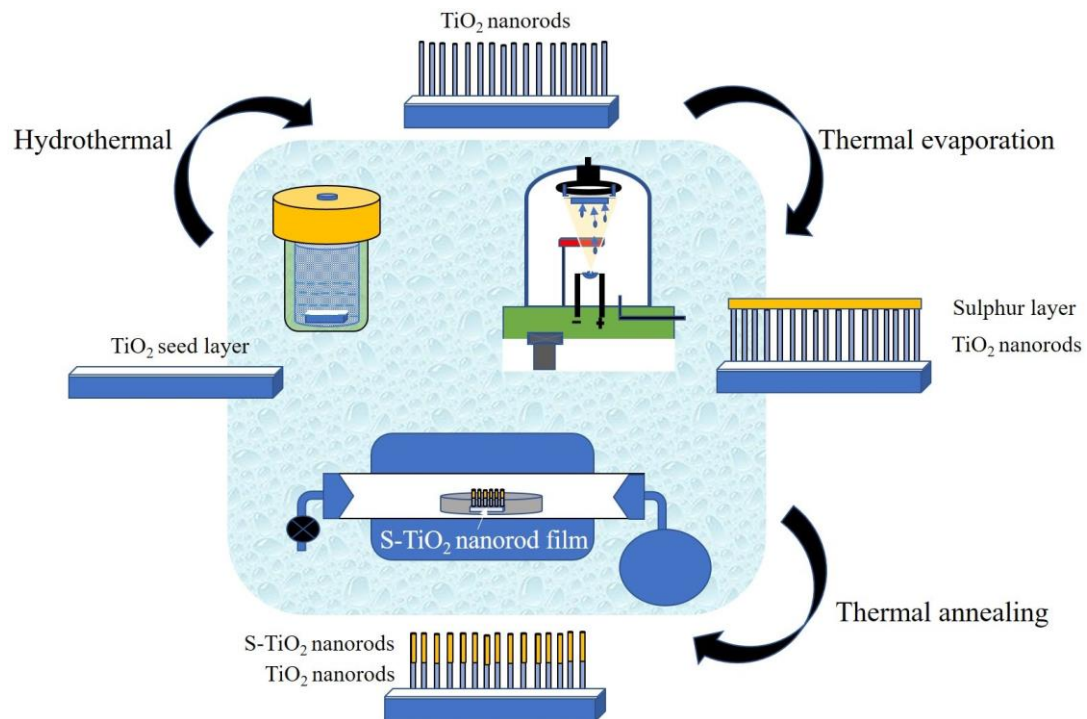 TiO₂ nanorods
Hydrothermal
Thermal evaporation
Sulphur layer
TiO₂ nanorods
TiO₂ seed layer
S-TiO₂ nanorod film
Thermal annealing
S-TiO₂ nanorods
TiO₂ nanorods